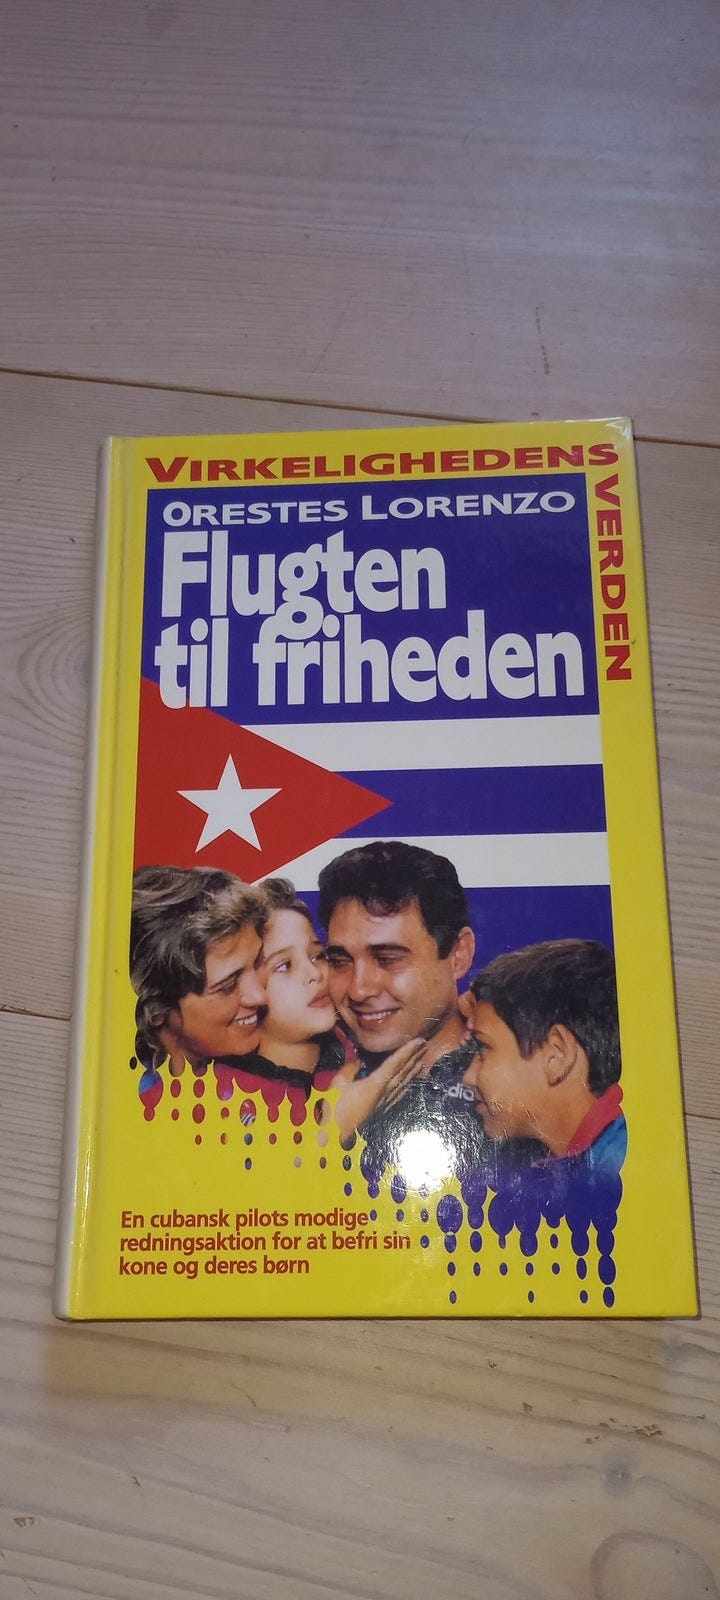 VIRKELIGHEDENS
VERDEN
ORESTES LORENZO
Flugten
til friheden
En cubansk pilots modige
redningsaktion for at befri sin
kone og deres børn